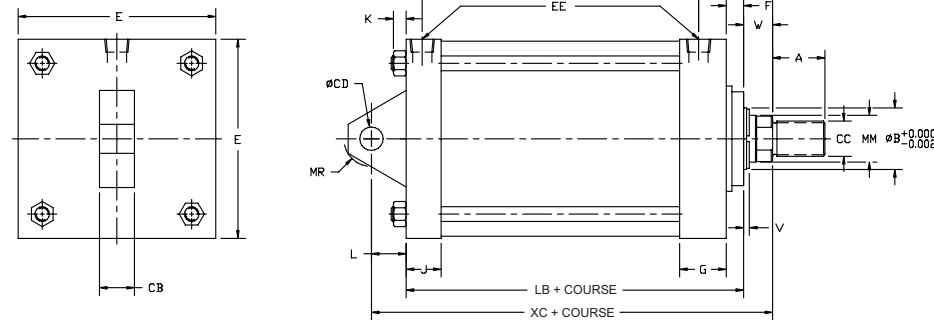 E
E
CB
K
EE
F
W
A
øCD
CC
MM
øB+0.000
-0.002
MR
V
L
J
G
LB + COURSE
XC + COURSE